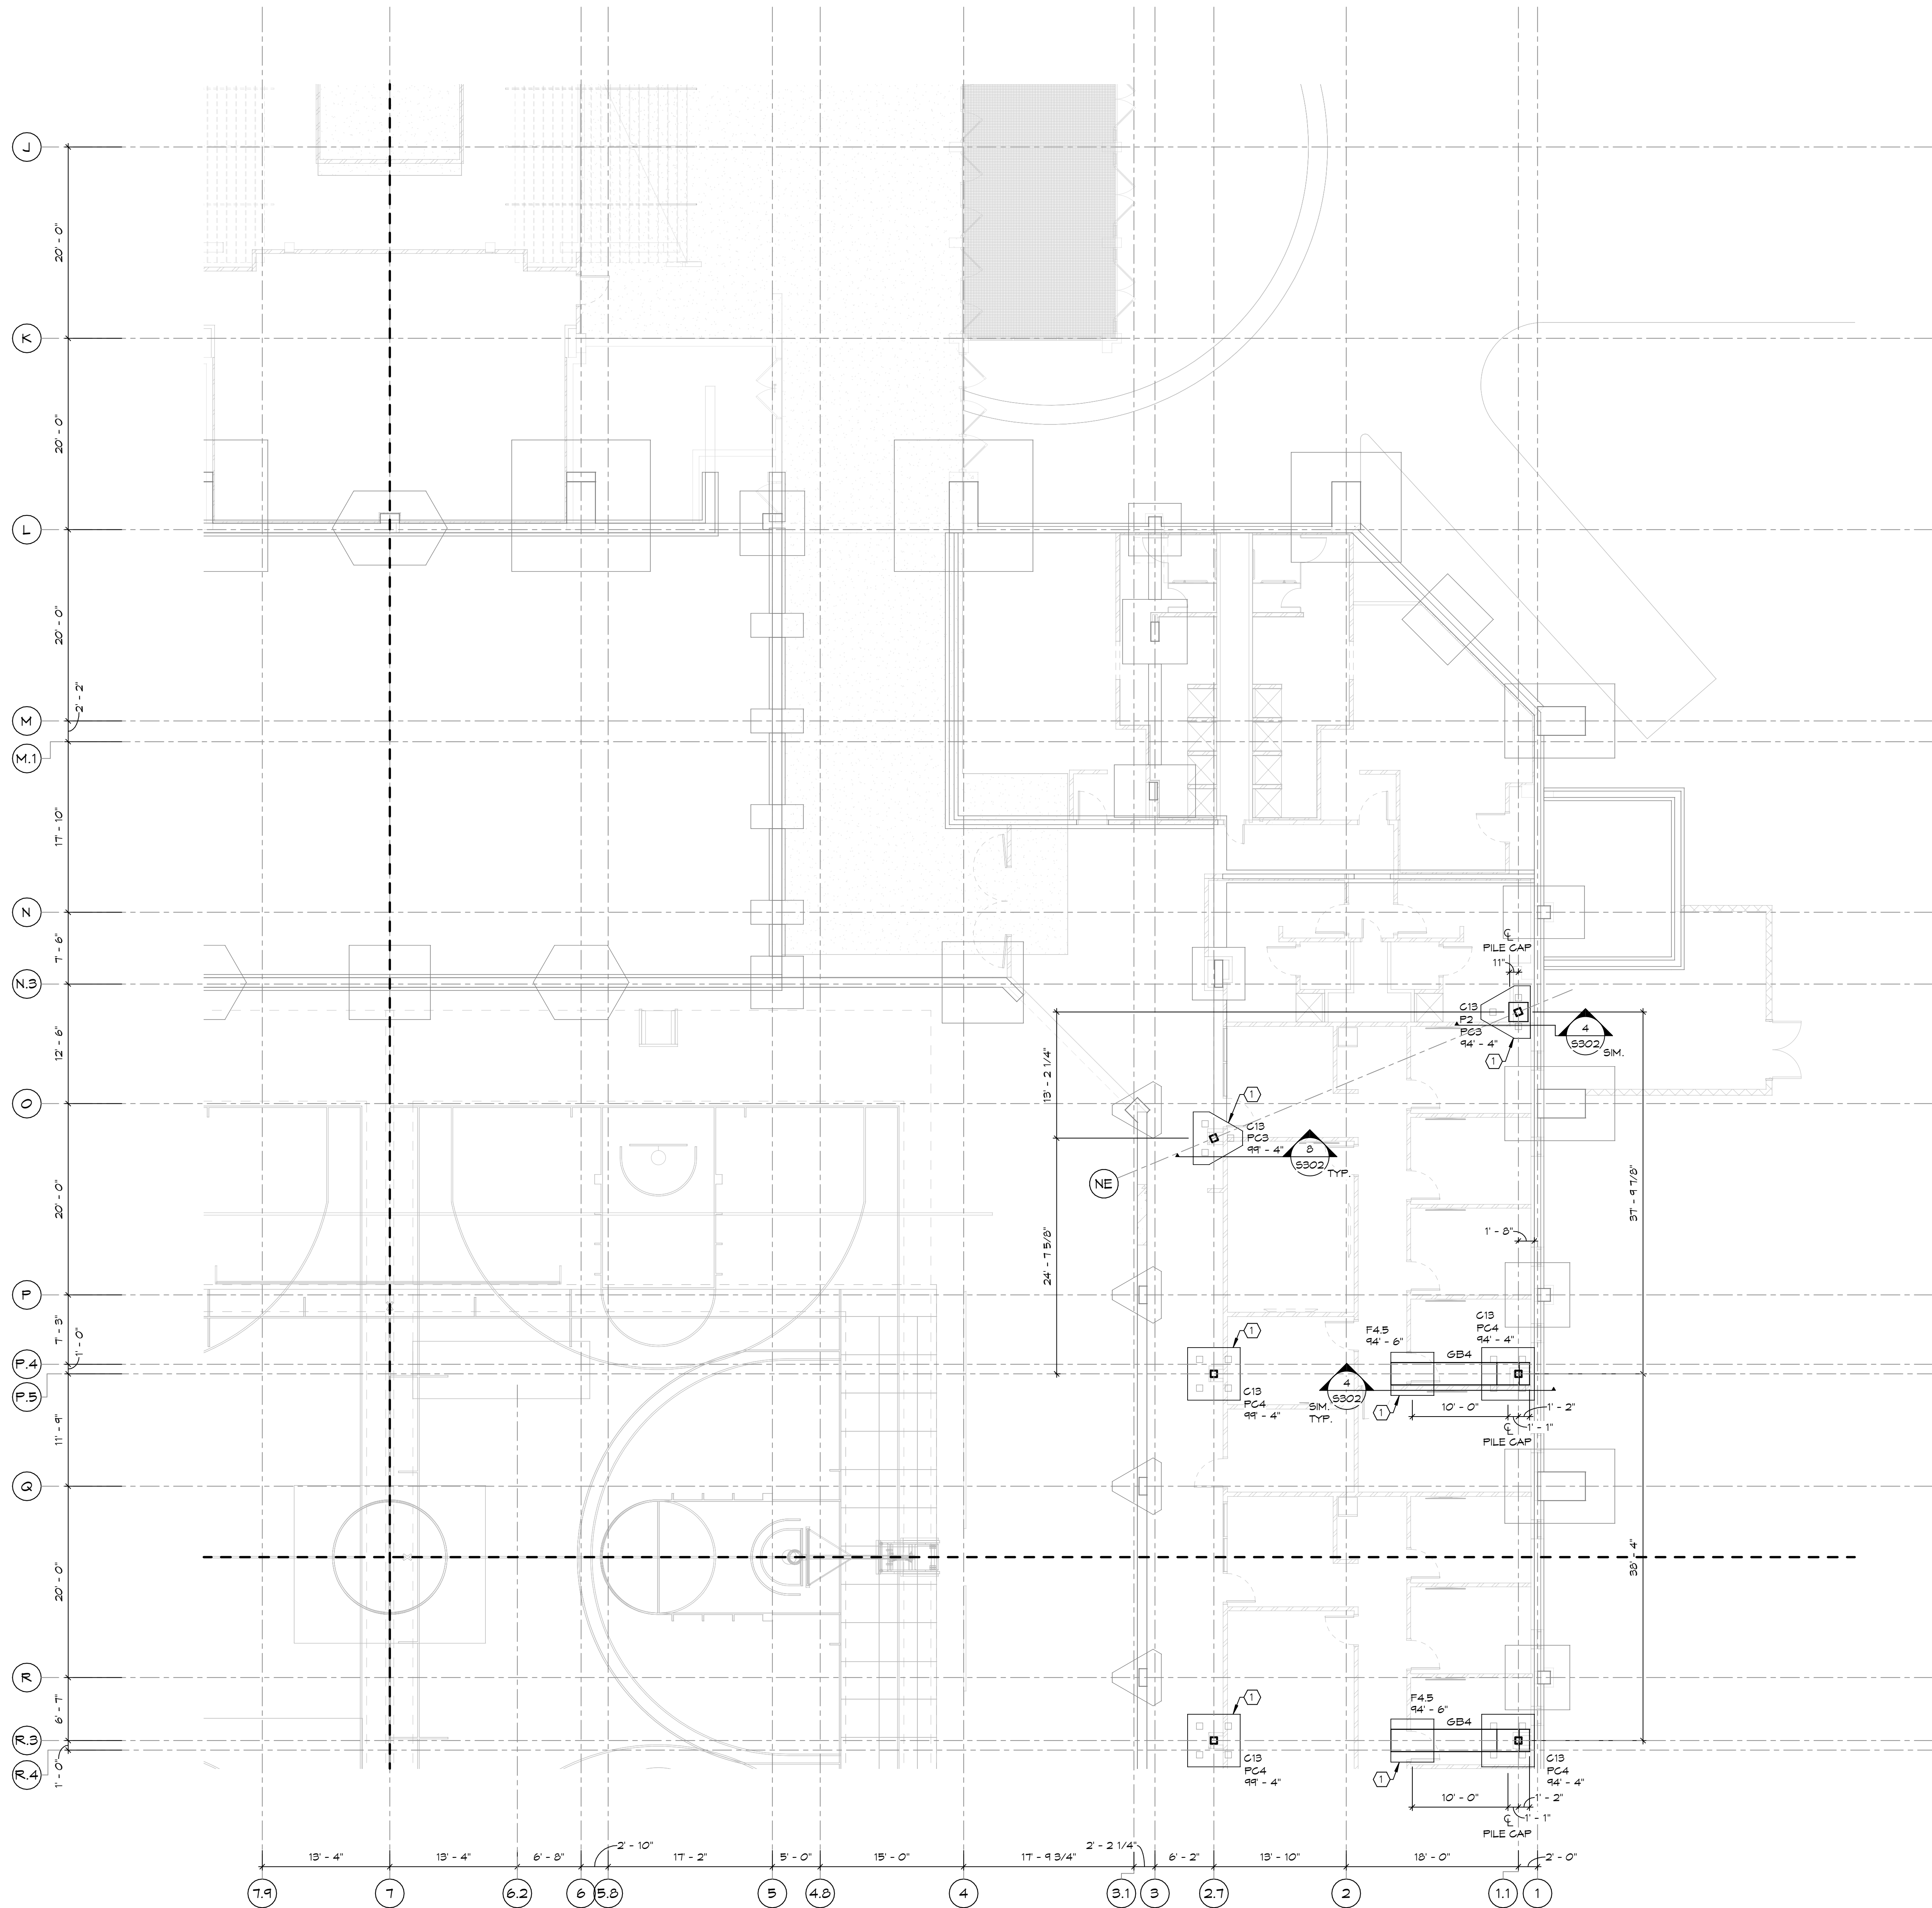 J
20' - 0"
K
20' - 0"
L
20' - 0"
M
2' - 2"
M.1
17' - 10"
N
7' - 6"
N.3
12' - 6"
O
20' - 0"
P
7' - 3"
1' - 0"
P.4
P.5
11' - 9"
Q
20' - 0"
R
6' - 7"
R.3
1' - 0"
R.4
℄
PILE CAP
11"
C13
P2
PC3
94' - 4"
1
4
S302
SIM.
13' - 2 1/4"
1
C13
PC3
99' - 4"
8
S302
TYP.
NE
24' - 7 5/8"
37' - 9 7/8"
1' - 8"
1
C13
PC4
99' - 4"
F4.5
94' - 6"
GB4
C13
PC4
94' - 4"
4
S302
SIM.
TYP.
1
10' - 0"
1' - 2"
1' - 1"
℄
PILE CAP
38' - 4"
1
C13
PC4
99' - 4"
F4.5
94' - 6"
GB4
C13
PC4
94' - 4"
1
10' - 0"
1' - 2"
1' - 1"
℄
PILE CAP
13' - 4"
13' - 4"
6' - 8"
2' - 10"
17' - 2"
5' - 0"
15' - 0"
17' - 9 3/4"
2' - 2 1/4"
6' - 2"
13' - 10"
18' - 0"
2' - 0"
7.9
7
6.2
6
5.8
5
4.8
4
3.1
3
2.7
2
1.1
1